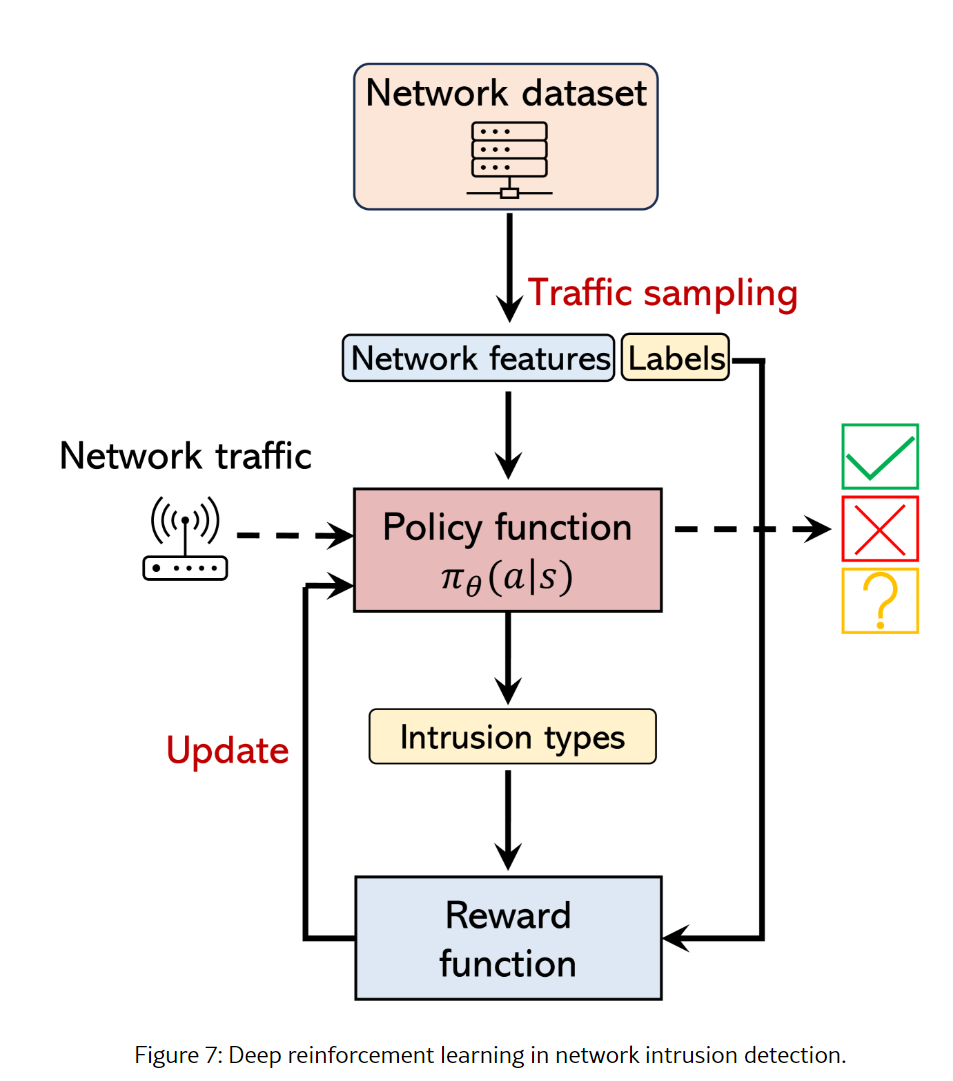 Network dataset
Traffic sampling
Network features
Labels
Network traffic
Policy function
π_θ(a|s)
Intrusion types
Update
Reward
function
Figure 7: Deep reinforcement learning in network intrusion detection.